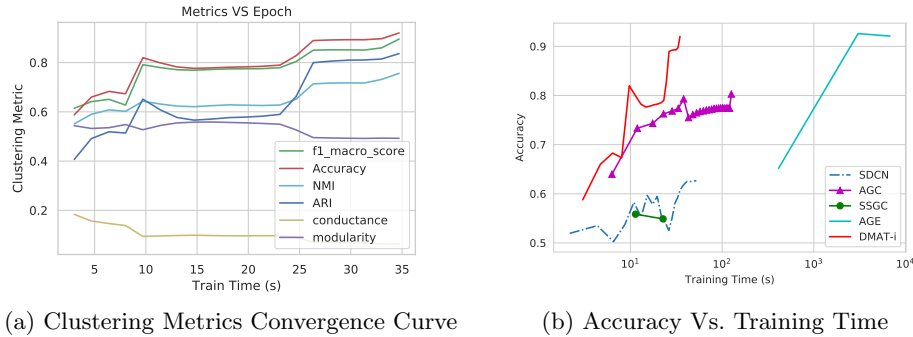 Metrics VS Epoch
Clustering Metric
0.8
0.6
0.4
0.2
f1_macro_score
Accuracy
NMI
ARI
conductance
modularity
5 10 15 20 25 30 35
Train Time (s)
(a) Clustering Metrics Convergence Curve
Accuracy
0.9
0.8
0.7
0.6
0.5
SDCN
AGC
SSGC
AGE
DMAT-i
10^1 10^2 10^3 10^4
Training Time (s)
(b) Accuracy Vs. Training Time